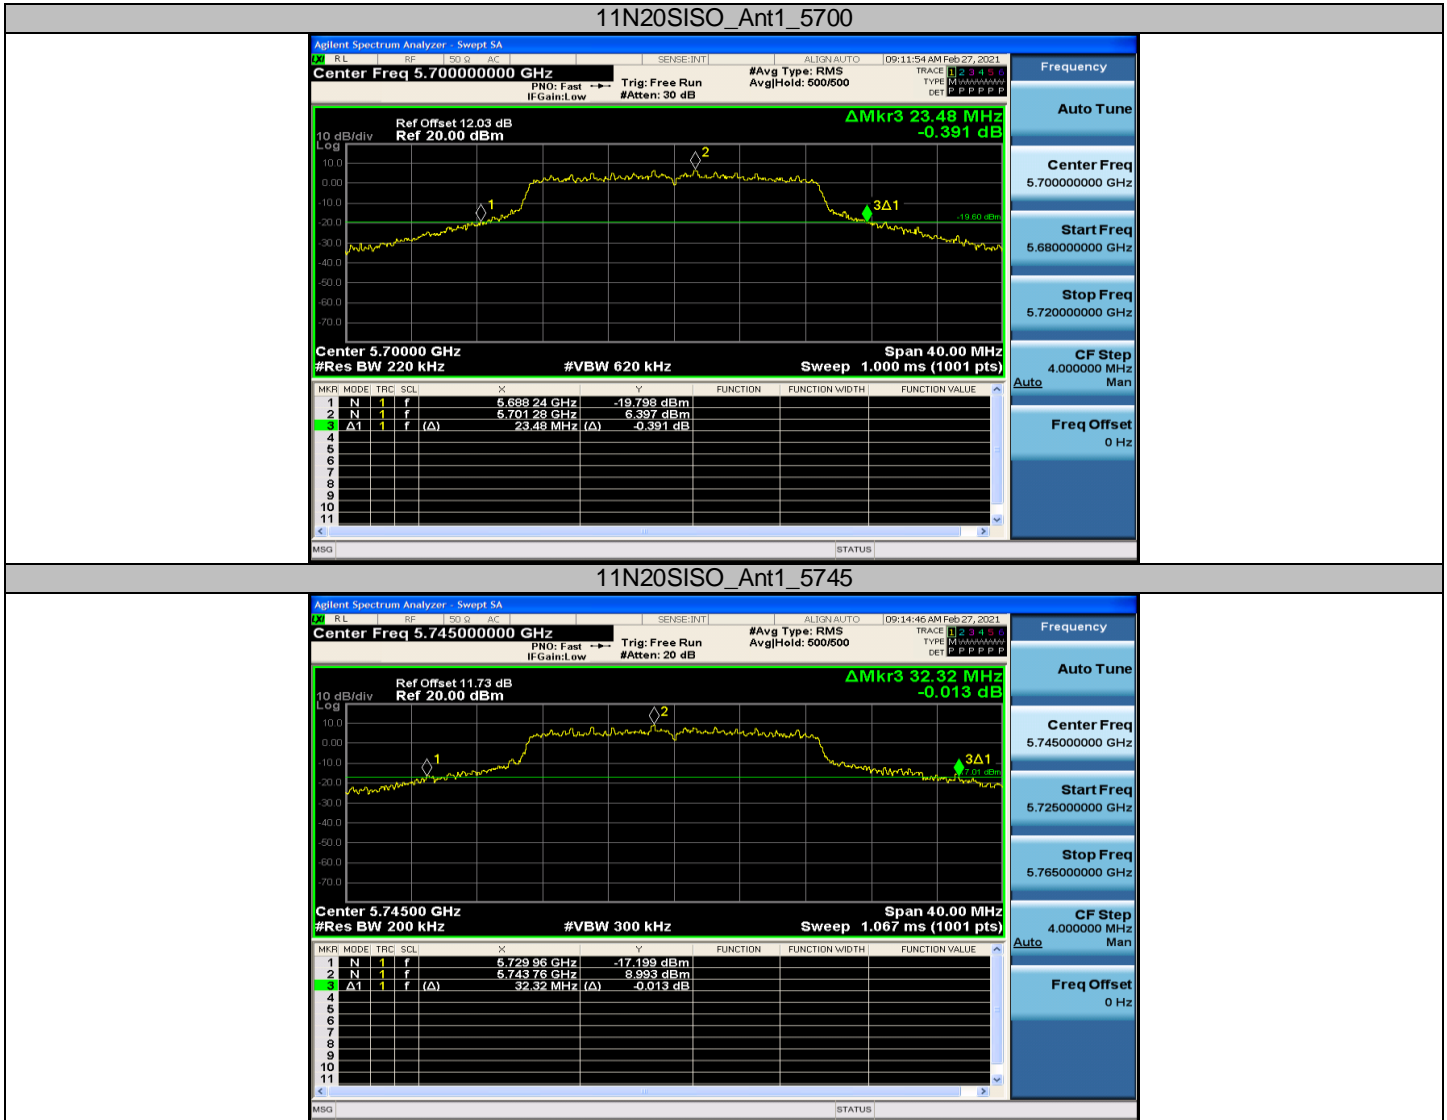 11N20SISO_Ant1_5700
Agilent Spectrum Analyzer - Swept SA
RL RF 50 Ω AC SENSE:INT ALIGNAUTO 09:11:54 AM Feb 27, 2021
Center Freq 5.700000000 GHz
PNO: Fast
IFGain:Low
Trig: Free Run
#Atten: 30 dB
#Avg Type: RMS
Avg|Hold: 500/500
TRACE 1 2 3 4 5 6
TYPE M
DET P P P P P P
Frequency
Auto Tune
Center Freq
5.700000000 GHz
Start Freq
5.680000000 GHz
Stop Freq
5.720000000 GHz
CF Step
4.000000 MHz
Auto Man
Freq Offset
0 Hz
ΔMkr3 23.48 MHz
-0.391 dB
Ref Offset 12.03 dB
10 dB/div Ref 20.00 dBm
Log
10.0
0.00
-10.0
-20.0
-30.0
-40.0
-50.0
-60.0
-70.0
1
2
3Δ1
-19.60 dBm
Center 5.70000 GHz Span 40.00 MHz
#Res BW 220 kHz #VBW 620 kHz Sweep 1.000 ms (1001 pts)
MKR MODE TRC SCL X Y FUNCTION FUNCTION WIDTH FUNCTION VALUE
1 N 1 f 5.688 24 GHz -19.798 dBm
2 N 1 f 5.701 28 GHz 6.397 dBm
3 Δ1 1 f (Δ) 23.48 MHz (Δ) -0.391 dB
4
5
6
7
8
9
10
11
MSG STATUS
11N20SISO_Ant1_5745
Agilent Spectrum Analyzer - Swept SA
RL RF 50 Ω AC SENSE:INT ALIGNAUTO 09:14:46 AM Feb 27, 2021
Center Freq 5.745000000 GHz
PNO: Fast
IFGain:Low
Trig: Free Run
#Atten: 20 dB
#Avg Type: RMS
Avg|Hold: 500/500
TRACE 1 2 3 4 5 6
TYPE M
DET P P P P P P
Frequency
Auto Tune
Center Freq
5.745000000 GHz
Start Freq
5.725000000 GHz
Stop Freq
5.765000000 GHz
CF Step
4.000000 MHz
Auto Man
Freq Offset
0 Hz
ΔMkr3 32.32 MHz
-0.013 dB
Ref Offset 11.73 dB
10 dB/div Ref 20.00 dBm
Log
10.0
0.00
-10.0
-20.0
-30.0
-40.0
-50.0
-60.0
-70.0
1
2
3Δ1
Center 5.74500 GHz Span 40.00 MHz
#Res BW 200 kHz #VBW 300 kHz Sweep 1.067 ms (1001 pts)
MKR MODE TRC SCL X Y FUNCTION FUNCTION WIDTH FUNCTION VALUE
1 N 1 f 5.729 96 GHz -17.199 dBm
2 N 1 f 5.743 76 GHz 8.993 dBm
3 Δ1 1 f (Δ) 32.32 MHz (Δ) -0.013 dB
4
5
6
7
8
9
10
11
MSG STATUS